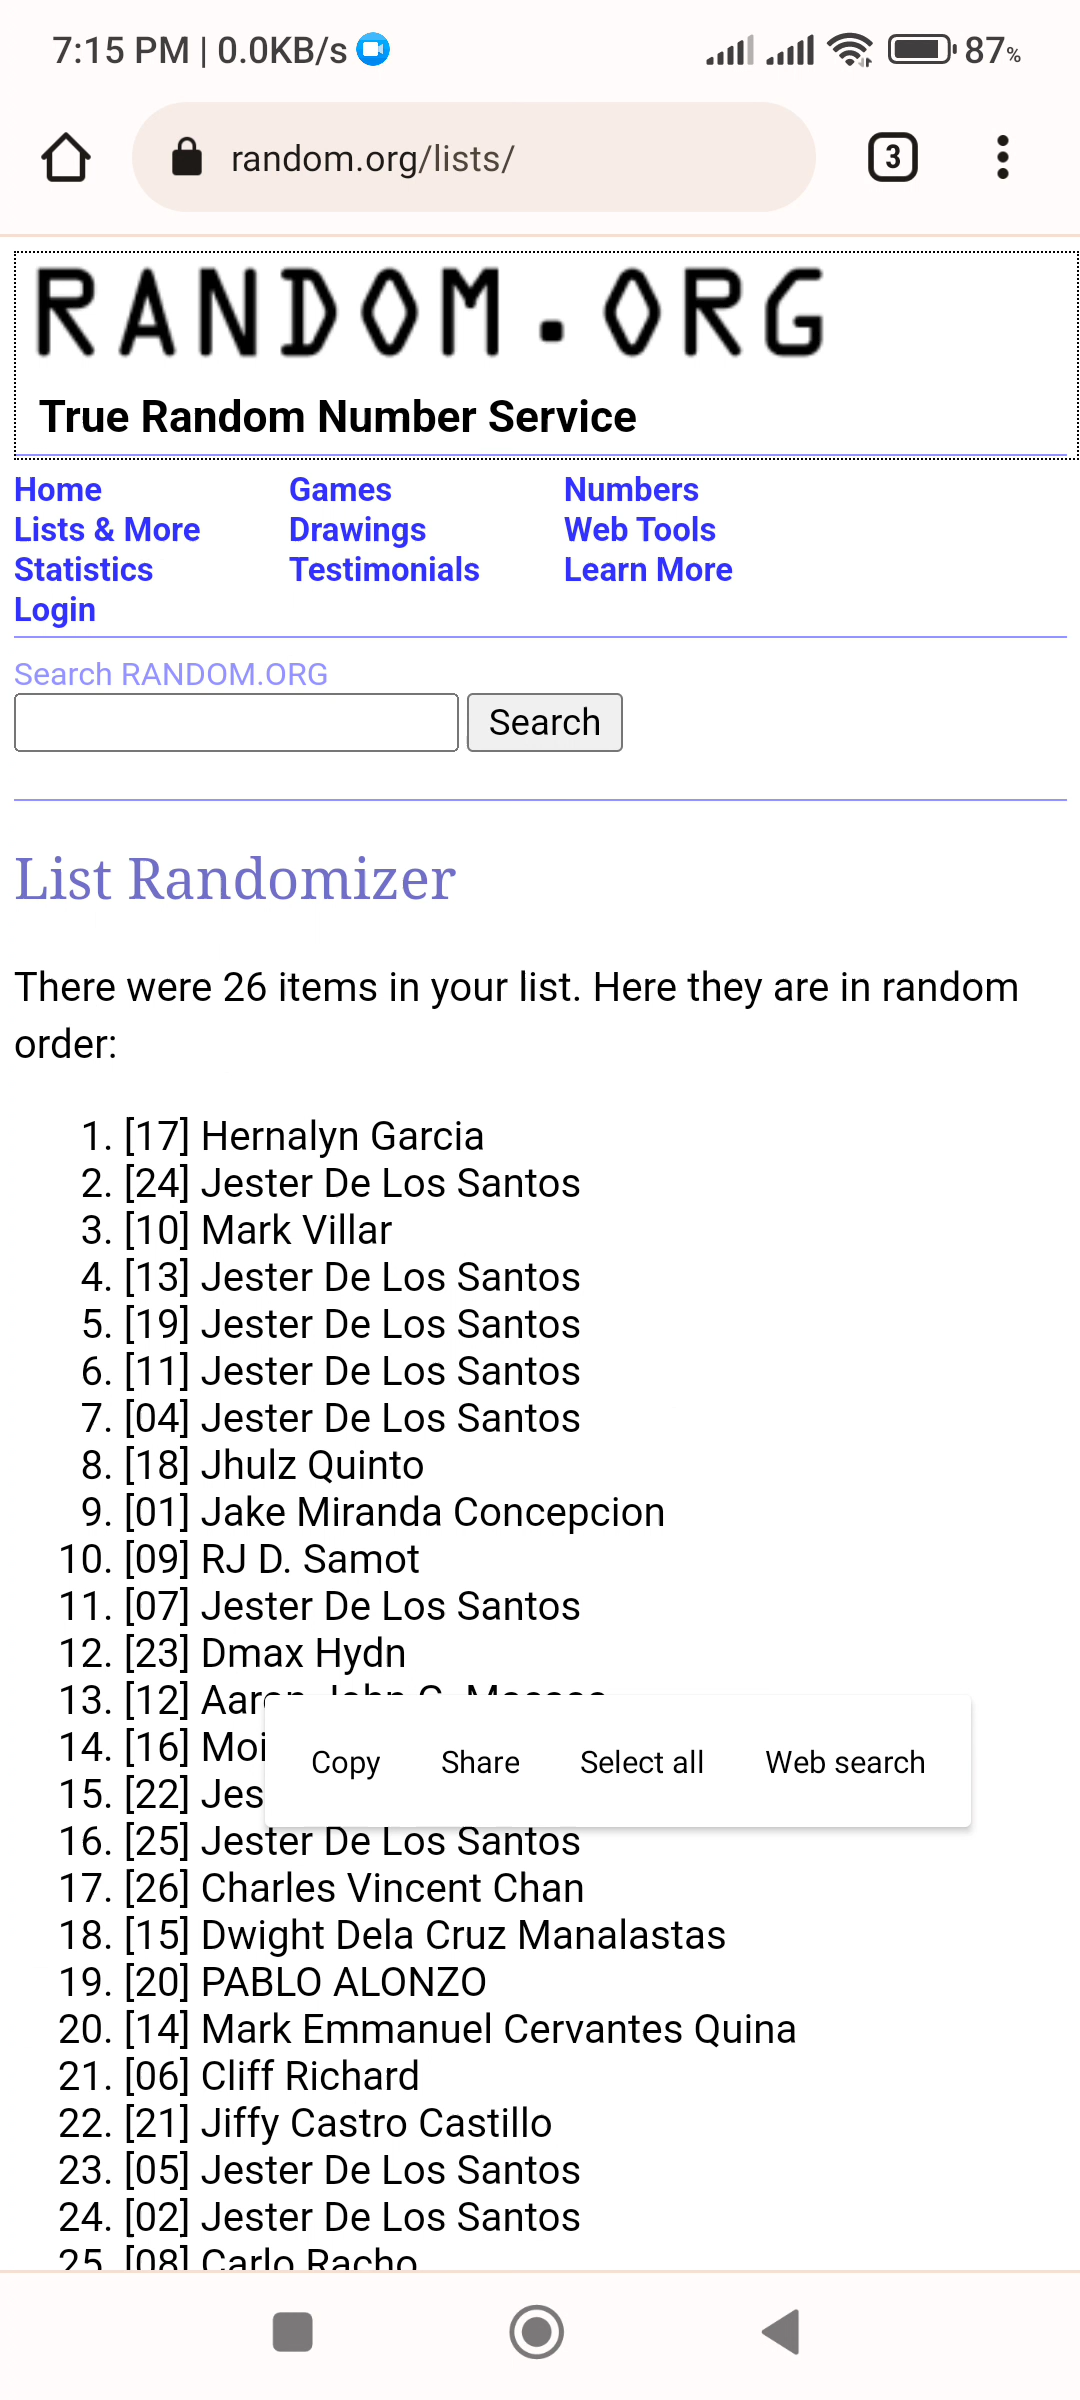 7:15 PM | 0.0KB/s 87%
random.org/lists/ 3
RANDOM.ORG
True Random Number Service
Home Games Numbers
Lists & More Drawings Web Tools
Statistics Testimonials Learn More
Login
Search RANDOM.ORG
Search
List Randomizer
There were 26 items in your list. Here they are in random
order:
1. [17] Hernalyn Garcia
2. [24] Jester De Los Santos
3. [10] Mark Villar
4. [13] Jester De Los Santos
5. [19] Jester De Los Santos
6. [11] Jester De Los Santos
7. [04] Jester De Los Santos
8. [18] Jhulz Quinto
9. [01] Jake Miranda Concepcion
10. [09] RJ D. Samot
11. [07] Jester De Los Santos
12. [23] Dmax Hydn
13. [12]
14. [16]
15. [22]
Copy Share Select all Web search
16. [25] Jester De Los Santos
17. [26] Charles Vincent Chan
18. [15] Dwight Dela Cruz Manalastas
19. [20] PABLO ALONZO
20. [14] Mark Emmanuel Cervantes Quina
21. [06] Cliff Richard
22. [21] Jiffy Castro Castillo
23. [05] Jester De Los Santos
24. [02] Jester De Los Santos
25. [08] Carlo Racho